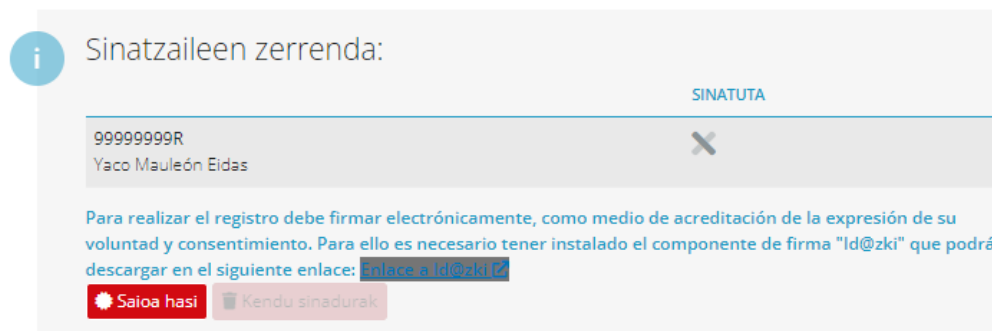 i
Sinatzaileen zerrenda:
SINATUTA
99999999R
Yaco Mauleón Eidas
Para realizar el registro debe firmar electrónicamente, como medio de acreditación de la expresión de su
voluntad y consentimiento. Para ello es necesario tener instalado el componente de firma "Id@zki" que podrá
descargar en el siguiente enlace: Enlace a Id@zki
Saioa hasi Kendu sinadurak